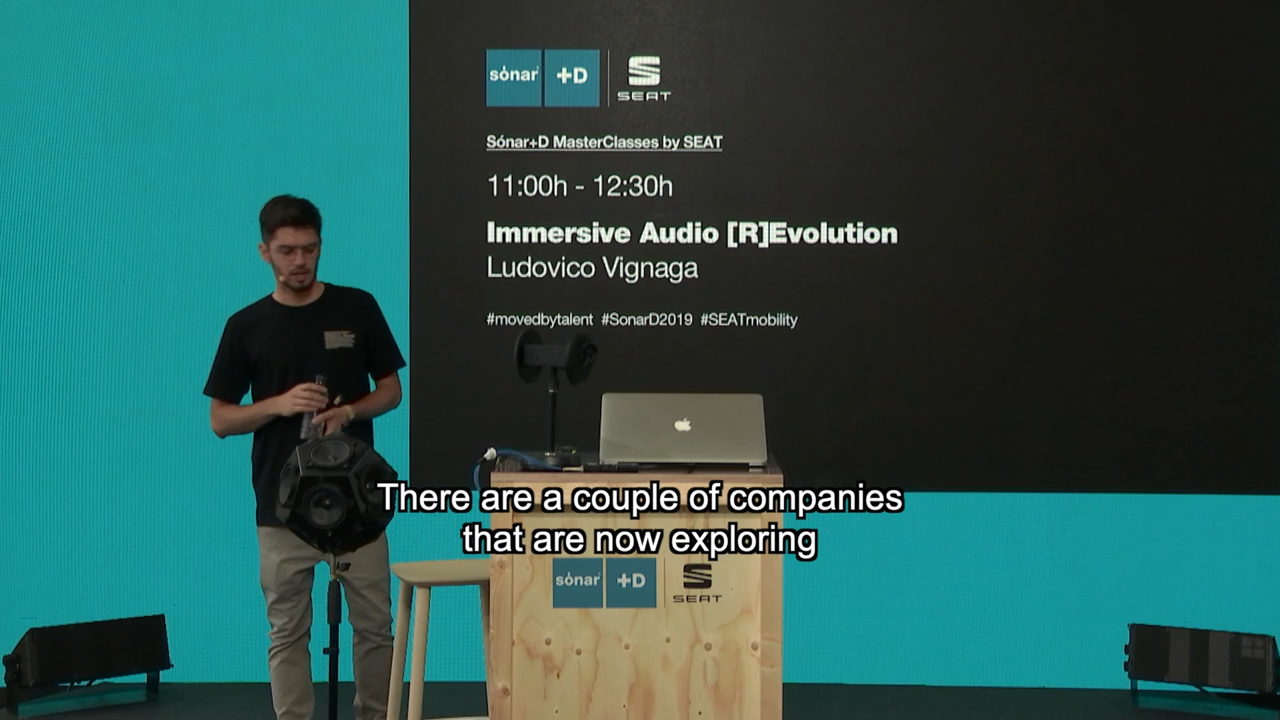 sónar
+D
SEAT
Sónar+D MasterClasses by SEAT
11:00h - 12:30h
Immersive Audio [R]Evolution
Ludovico Vignaga
#movedbytalent #SonarD2019 #SEATmobility
There are a couple of companies
that are now exploring
sónar
+D
SEAT